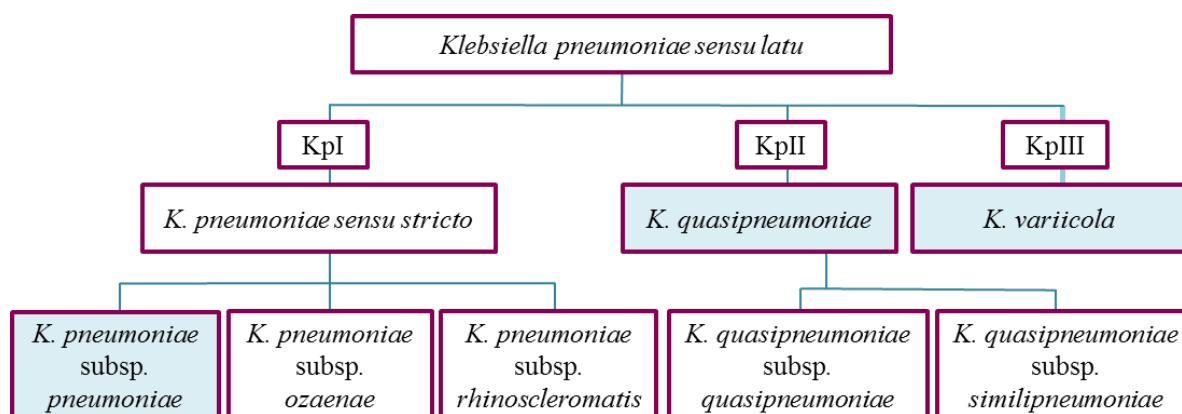 Klebsiella pneumoniae sensu latu
KpI
KpII
KpIII
K. pneumoniae sensu stricto
K. quasipneumoniae
K. variicola
K. pneumoniae
subsp.
pneumoniae
K. pneumoniae
subsp.
ozaenae
K. pneumoniae
subsp.
rhinoscleromatis
K. quasipneumoniae
subsp.
quasipneumoniae
K. quasipneumoniae
subsp.
similipneumoniae